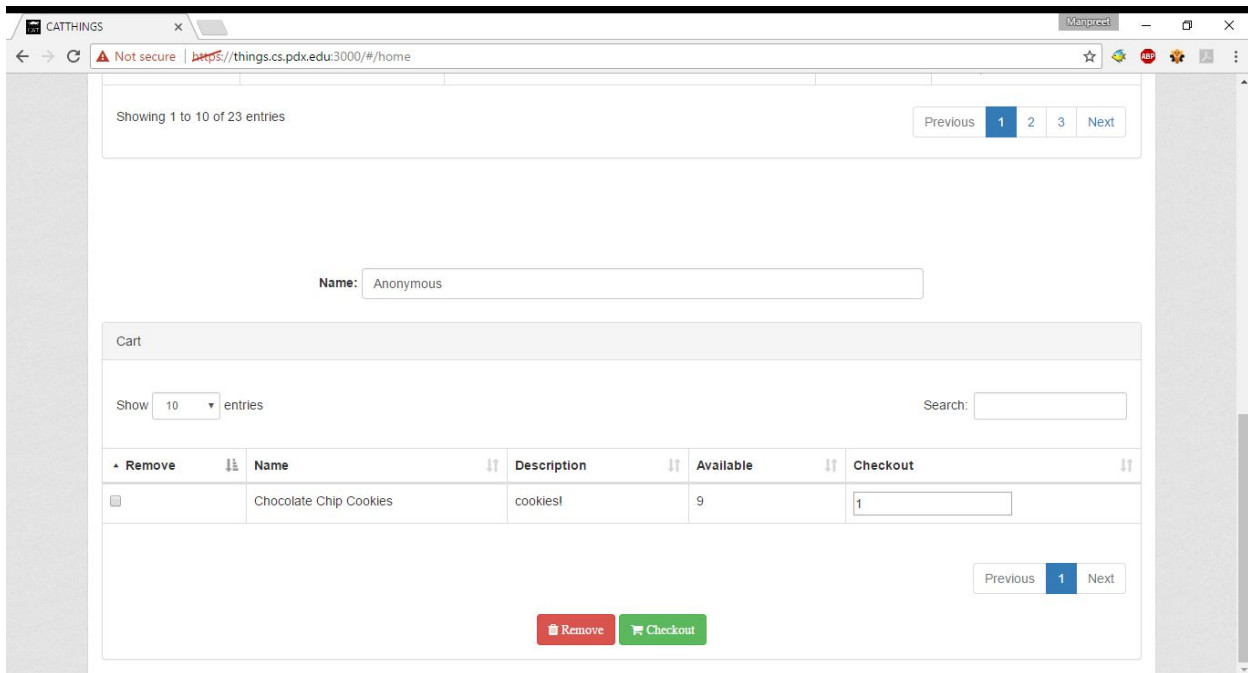 CATTHINGS
Manpreet
Not secure | https://things.cs.pdx.edu:3000/#/home
ABP
Showing 1 to 10 of 23 entries
Previous 1 2 3 Next
Name: Anonymous
Cart
Show 10 entries
Search:
Remove Name Description Available Checkout
Chocolate Chip Cookies cookies! 9 1
Previous 1 Next
Remove Checkout